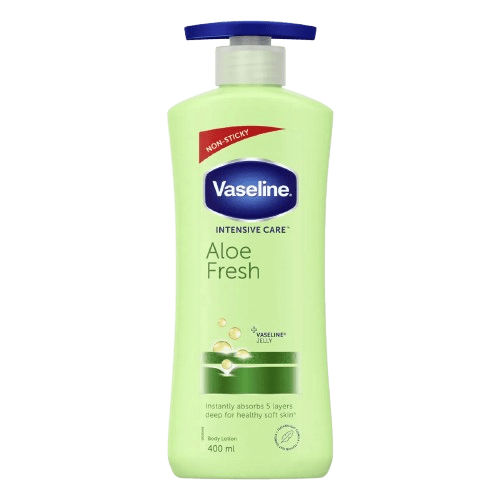 NON-STICKY
Vaseline®
INTENSIVE CARE™
Aloe
Fresh
VASELINE®
JELLY
Instantly absorbs 5 layers
deep for healthy soft skin*
Body Lotion
400 ml